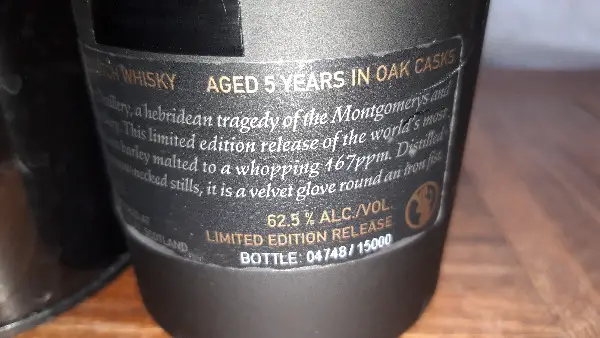 WHISKY AGED 5 YEARS IN OAK CASKS
a hebridean tragedy of the Montgomerys and
This limited edition release of the world's most
barley malted to a whopping 167ppm. Distilled
necked stills, it is a velvet glove round an iron fist.
62.5% ALC./VOL.
SCOTLAND
LIMITED EDITION RELEASE
BOTTLE: 04748/15000